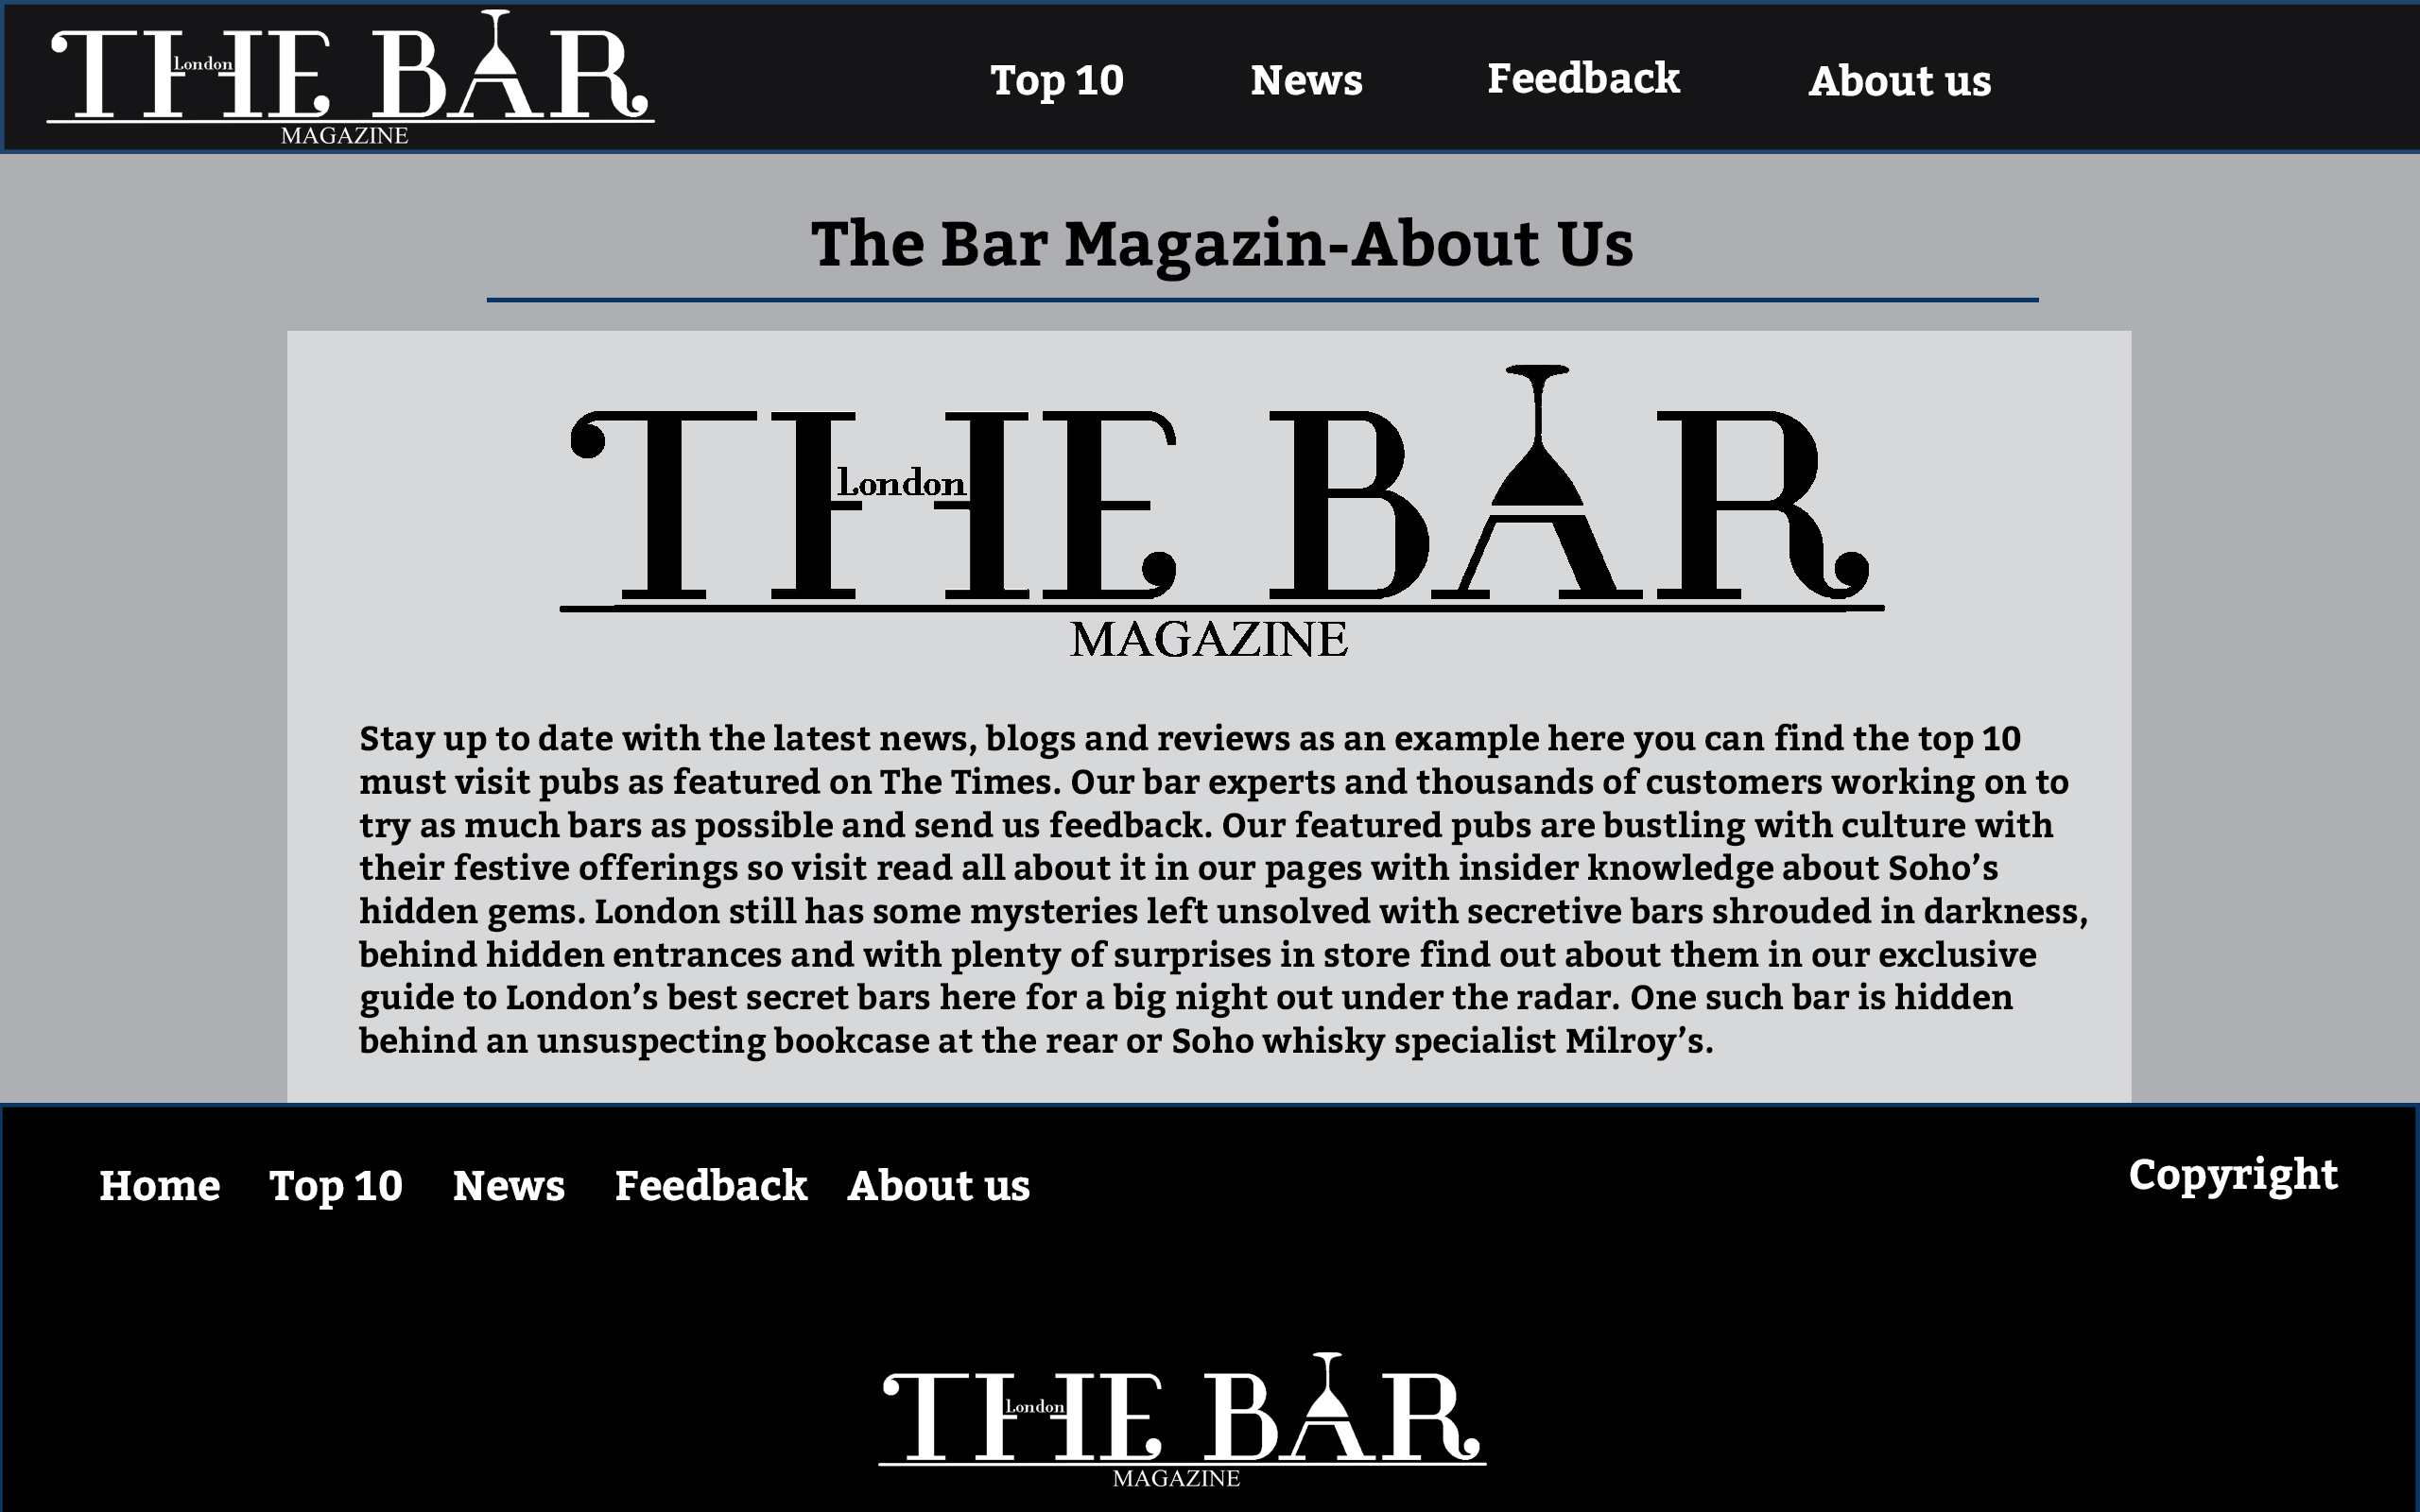 THE BAR
London
MAGAZINE
Top 10 News Feedback About us
The Bar Magazin-About Us
THE BAR
London
MAGAZINE
Stay up to date with the latest news, blogs and reviews as an example here you can find the top 10
must visit pubs as featured on The Times. Our bar experts and thousands of customers working on to
try as much bars as possible and send us feedback. Our featured pubs are bustling with culture with
their festive offerings so visit read all about it in our pages with insider knowledge about Soho’s
hidden gems. London still has some mysteries left unsolved with secretive bars shrouded in darkness,
behind hidden entrances and with plenty of surprises in store find out about them in our exclusive
guide to London’s best secret bars here for a big night out under the radar. One such bar is hidden
behind an unsuspecting bookcase at the rear or Soho whisky specialist Milroy’s.
Home Top 10 News Feedback About us Copyright
THE BAR
London
MAGAZINE